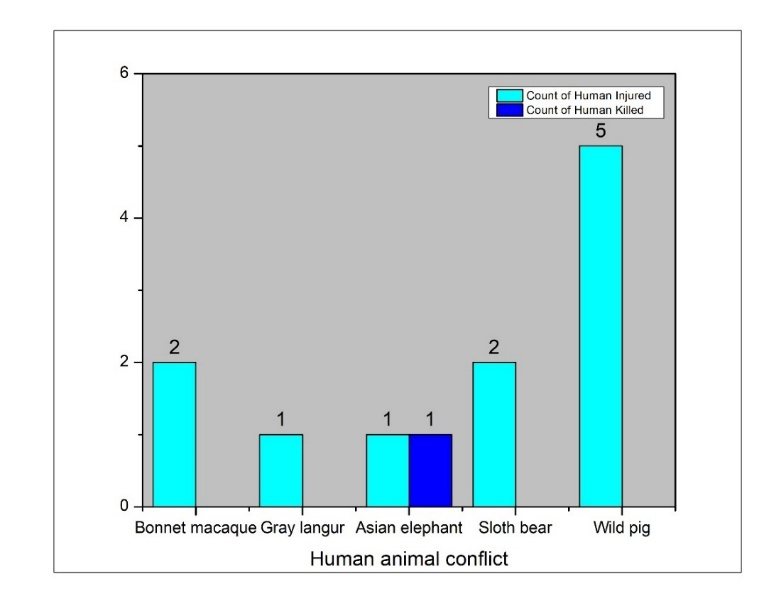 6
Count of Human Injured
Count of Human Killed
5
4
2
2
2
1
1
1
0
Bonnet macaque Gray langur Asian elephant Sloth bear Wild pig
Human animal conflict